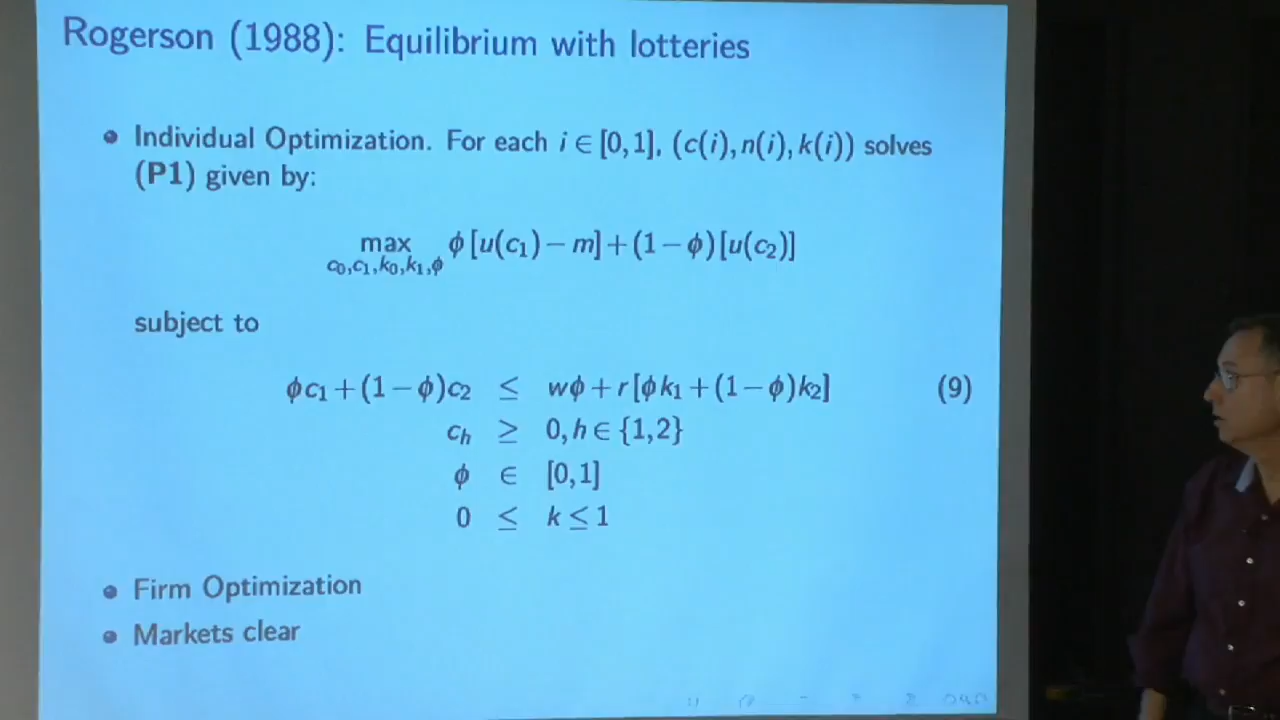 Rogerson (1988): Equilibrium with lotteries
Individual Optimization. For each i ∈ [0,1], (c(i), n(i), k(i)) solves
(P1) given by:
max ϕ[u(c₁) − m] + (1 − ϕ)[u(c₂)]
c₀,c₁,k₀,k₁,ϕ
subject to
ϕc₁ + (1 − ϕ)c₂ ≤ wϕ + r[ϕk₁ + (1 − ϕ)k₂] (9)
cₕ ≥ 0, h ∈ {1,2}
ϕ ∈ [0,1]
0 ≤ k ≤ 1
Firm Optimization
Markets clear